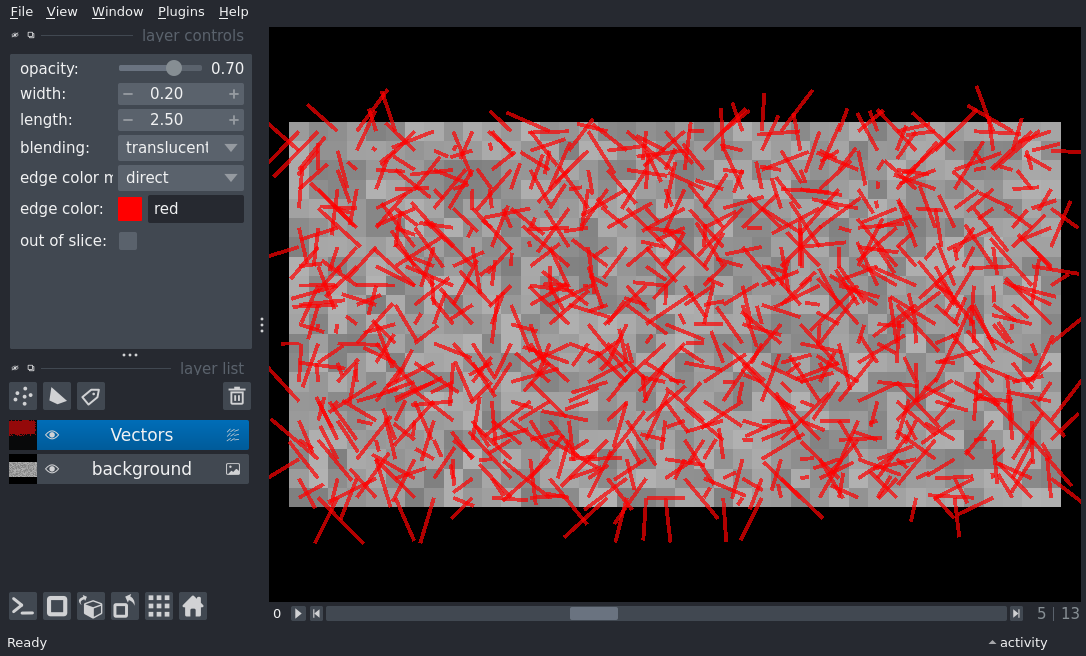 File View Window Plugins Help
layer controls
opacity: 0.70
width: − 0.20 +
length: − 2.50 +
blending: translucent
edge color m direct
edge color: red
out of slice:
layer list
Vectors
background
0 5 | 13
Ready activity